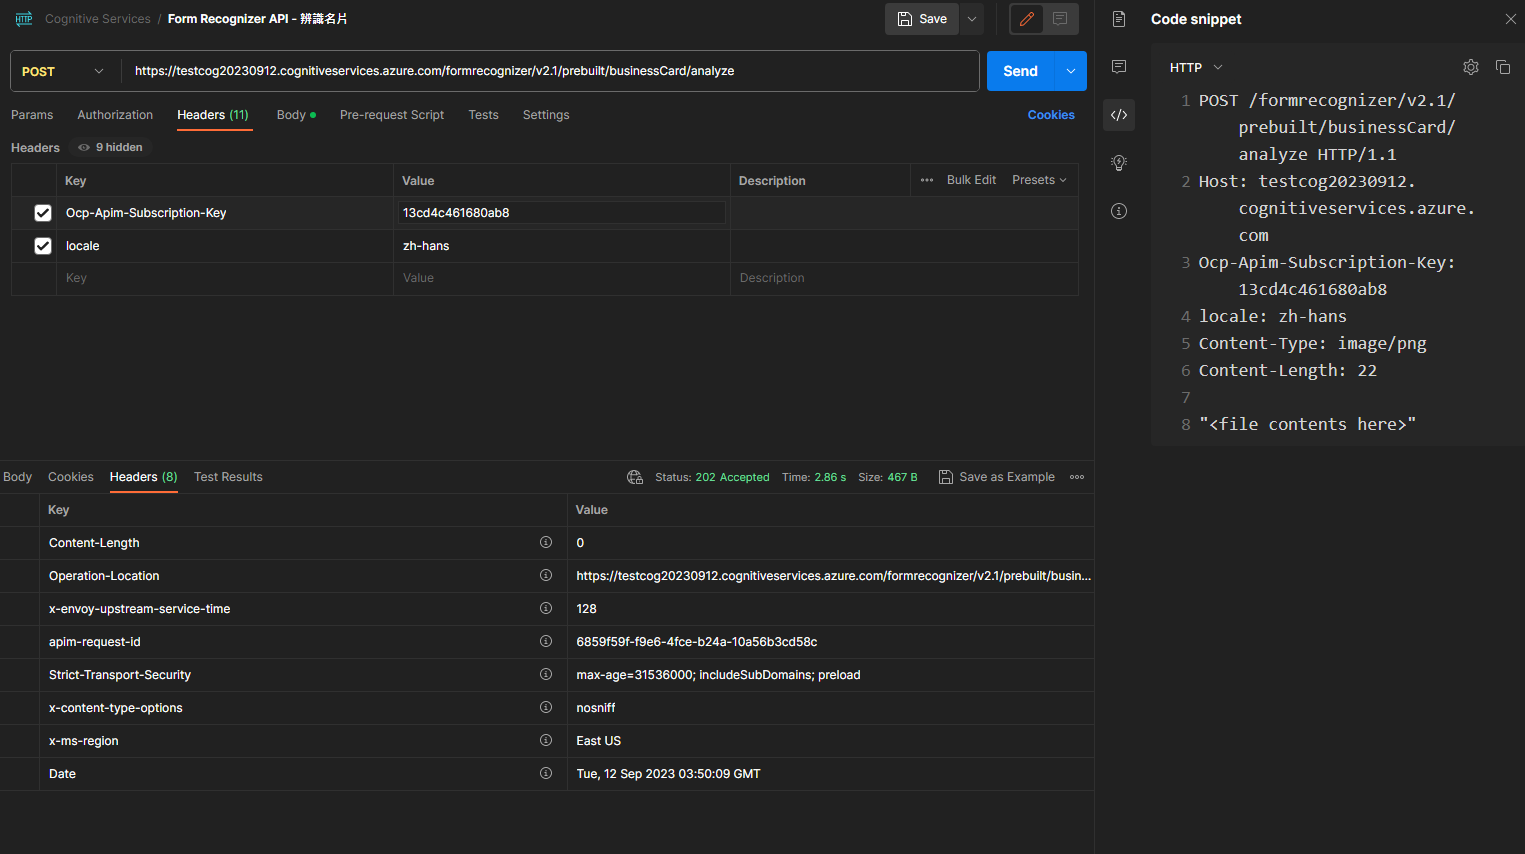 Cognitive Services / Form Recognizer API - 辨識名片
Save
POST
https://testcog20230912.cognitiveservices.azure.com/formrecognizer/v2.1/prebuilt/businessCard/analyze
Send
Params Authorization Headers (11) Body Pre-request Script Tests Settings Cookies
Headers 9 hidden
Key Value Description ••• Bulk Edit Presets
Ocp-Apim-Subscription-Key 13cd4c461680ab8
locale zh-hans
Key Value Description
Body Cookies Headers (8) Test Results Status: 202 Accepted Time: 2.86 s Size: 467 B Save as Example
Key Value
Content-Length 0
Operation-Location https://testcog20230912.cognitiveservices.azure.com/formrecognizer/v2.1/prebuilt/busin...
x-envoy-upstream-service-time 128
apim-request-id 6859f59f-f9e6-4fce-b24a-10a56b3cd58c
Strict-Transport-Security max-age=31536000; includeSubDomains; preload
x-content-type-options nosniff
x-ms-region East US
Date Tue, 12 Sep 2023 03:50:09 GMT
Code snippet
HTTP
1 POST /formrecognizer/v2.1/
prebuilt/businessCard/
analyze HTTP/1.1
2 Host: testcog20230912.
cognitiveservices.azure.
com
3 Ocp-Apim-Subscription-Key:
13cd4c461680ab8
4 locale: zh-hans
5 Content-Type: image/png
6 Content-Length: 22
7
8 "<file contents here>"